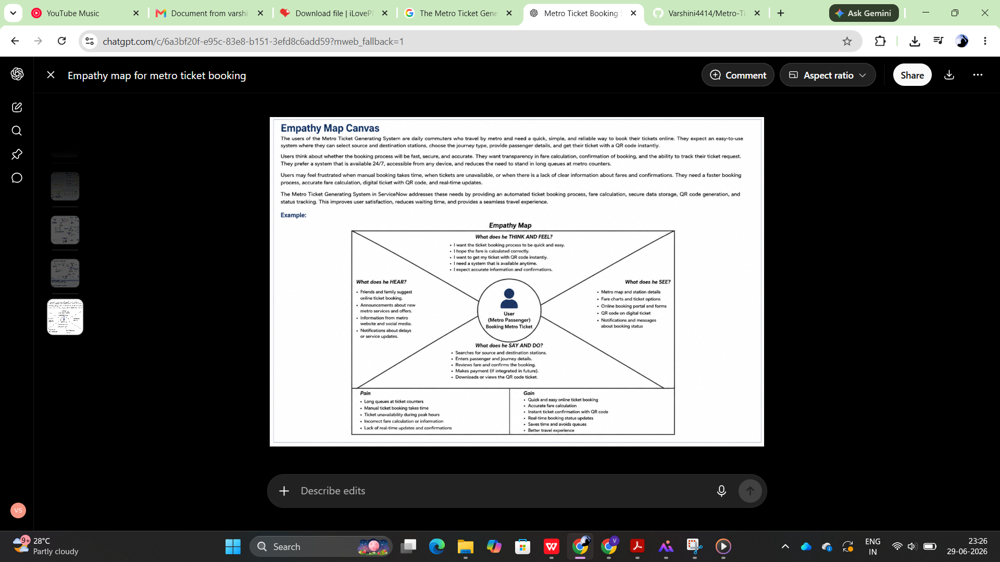 YouTube Music
Document from varshi
Download file | iLovePD
The Metro Ticket Gene
Metro Ticket Booking S
Varshini4414/Metro-Ti
Ask Gemini
chatgpt.com/c/6a3bf20f-e95c-83e8-b151-3efd8c6add59?mweb_fallback=1
Empathy map for metro ticket booking
Comment
Aspect ratio
Share
Empathy Map Canvas
The users of the Metro Ticket Generating System are daily commuters who travel by metro and need a quick, simple, and reliable way to book their tickets online. They expect an easy-to-use
system where they can select source and destination stations, choose the journey type, provide passenger details, and get their ticket with a QR code instantly.
Users think about whether the booking process will be fast, secure, and accurate. They want transparency in fare calculation, confirmation of booking, and the ability to track their ticket request.
They prefer a system that is available 24/7, accessible from any device, and reduces the need to stand in long queues at metro counters.
Users may feel frustrated when manual booking takes time, when tickets are unavailable, or when there is a lack of clear information about fares and confirmations. They need a faster booking
process, accurate fare calculation, digital ticket with QR code, and real-time updates.
The Metro Ticket Generating System in ServiceNow addresses these needs by providing an automated ticket booking process, fare calculation, secure data storage, QR code generation, and
status tracking. This improves user satisfaction, reduces waiting time, and provides a seamless travel experience.
Example:
Empathy Map
What does he THINK AND FEEL?
• I want the ticket booking process to be quick and easy.
• I hope the fare is calculated correctly.
• I want to get my ticket with QR code instantly.
• I need a system that is available anytime.
• I expect accurate information and confirmations.
What does he HEAR?
• Friends and family suggest
online ticket booking.
• Announcements about new
metro services and offers.
• Information from metro
website and social media.
• Notifications about delays
or service updates.
User
(Metro Passenger)
Booking Metro Ticket
What does he SEE?
• Metro map and station details
• Fare charts and ticket options
• Online booking portal and forms
• QR code on digital ticket
• Notifications and messages
about booking status
What does he SAY AND DO?
• Searches for source and destination stations.
• Enters passenger and journey details.
• Reviews fare and confirms the booking.
• Makes payment (if integrated in future).
• Downloads or views the QR code ticket.
Pain
• Long queues at ticket counters
• Manual ticket booking takes time
• Ticket unavailability during peak hours
• Incorrect fare calculation or information
• Lack of real-time updates and confirmations
Gain
• Quick and easy online ticket booking
• Accurate fare calculation
• Instant ticket confirmation with QR code
• Real-time booking status updates
• Saves time and avoids queues
• Better travel experience
Describe edits
VS
9+
28°C
Partly cloudy
Search
V
ENG
IN
23:26
29-06-2026